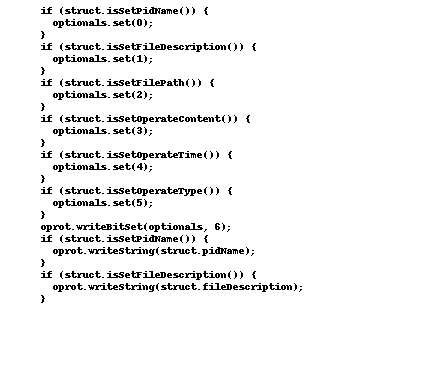 if (struct.isSetPidName()) {
optionals.set(0);
}
if (struct.isSetFileDescription()) {
optionals.set(1);
}
if (struct.isSetFilePath()) {
optionals.set(2);
}
if (struct.isSetOperateContent()) {
optionals.set(3);
}
if (struct.isSetOperateTime()) {
optionals.set(4);
}
if (struct.isSetOperateType()) {
optionals.set(5);
}
oprot.writeBitSet(optionals, 6);
if (struct.isSetPidName()) {
oprot.writeString(struct.pidName);
}
if (struct.isSetFileDescription()) {
oprot.writeString(struct.fileDescription);
}